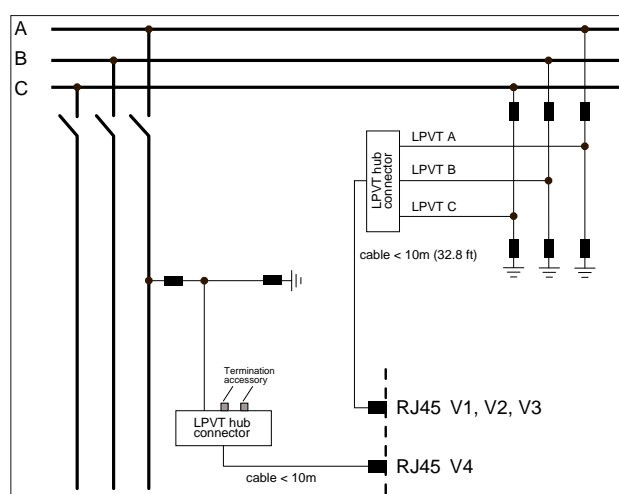 A
B
C
LPVT hub
connector
LPVT A
LPVT B
LPVT C
cable < 10m (32.8 ft)
Termination
accessory
LPVT hub
connector
cable < 10m
RJ45 V1, V2, V3
RJ45 V4